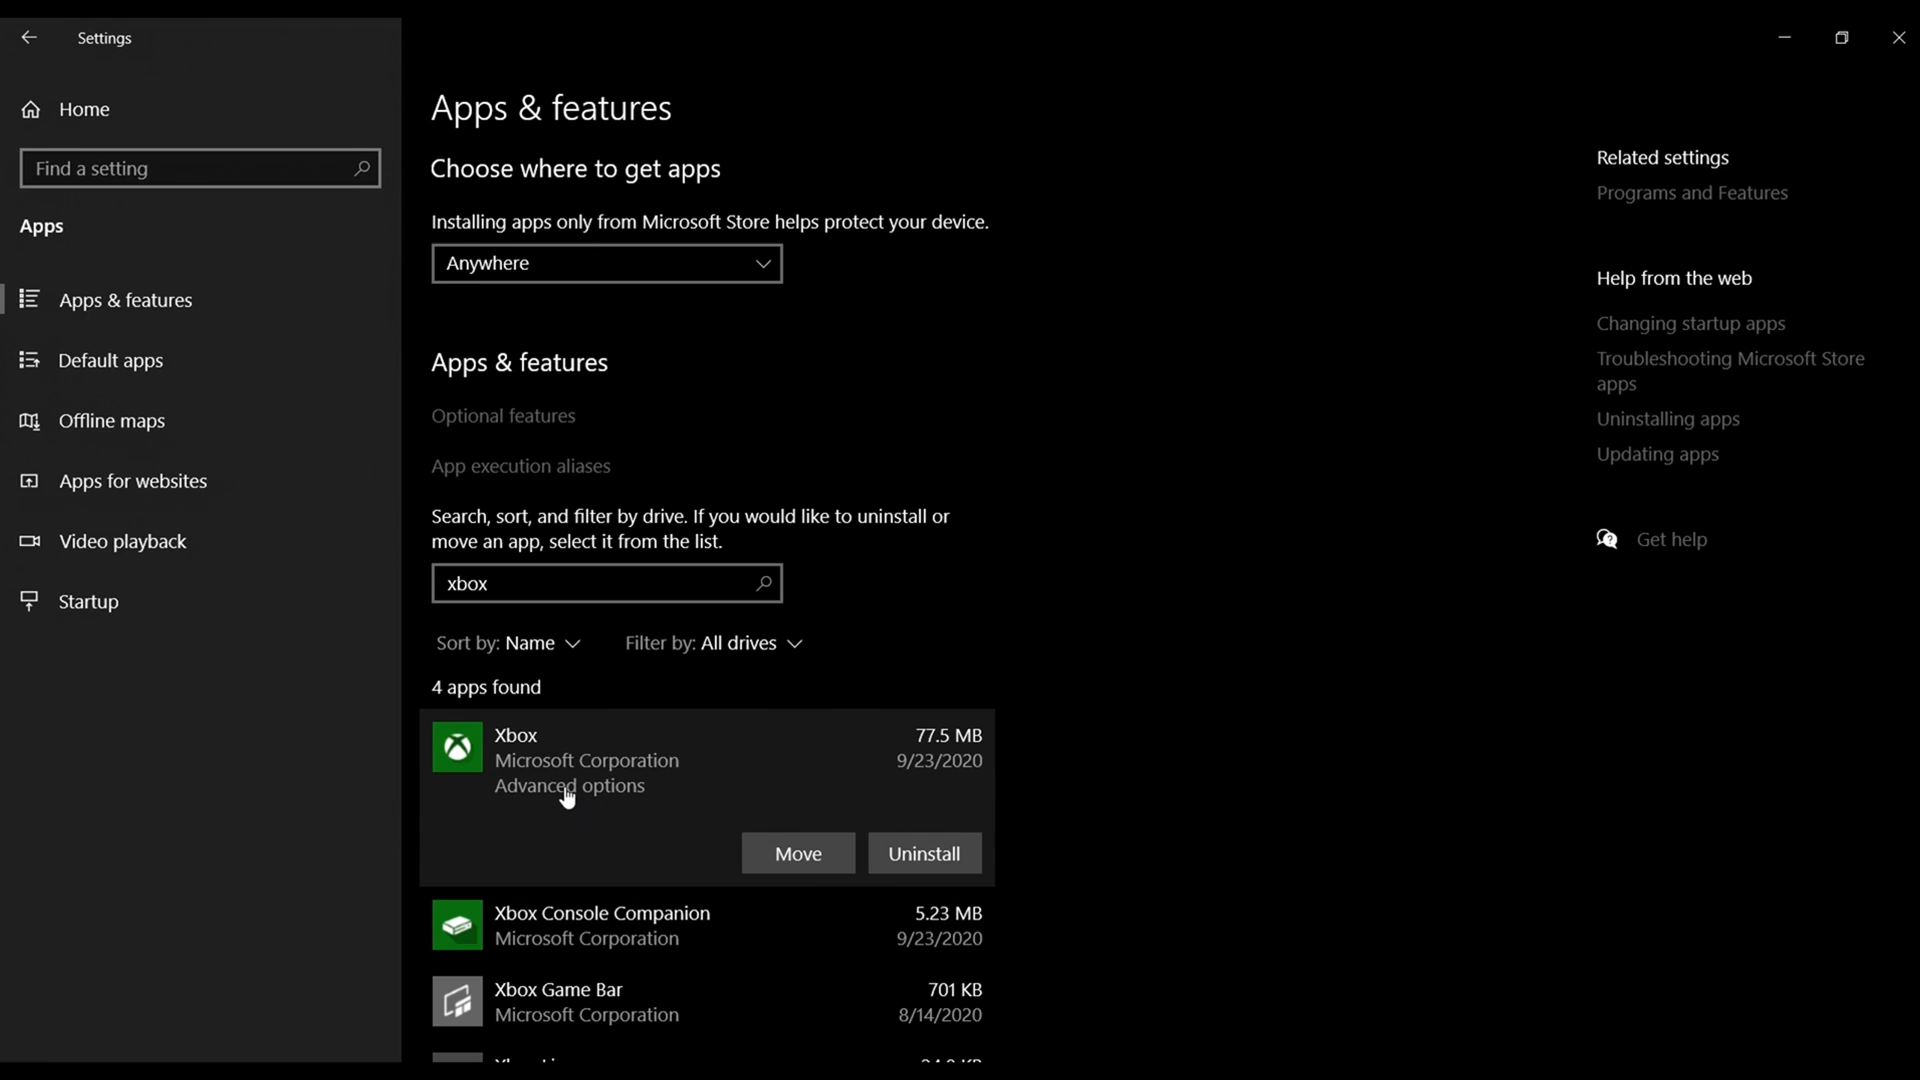 Settings
Home
Find a setting
Apps
Apps & features
Default apps
Offline maps
Apps for websites
Video playback
Startup
Apps & features
Choose where to get apps
Installing apps only from Microsoft Store helps protect your device.
Anywhere
Apps & features
Optional features
App execution aliases
Search, sort, and filter by drive. If you would like to uninstall or
move an app, select it from the list.
xbox
Sort by: Name
Filter by: All drives
4 apps found
Xbox
77.5 MB
Microsoft Corporation
9/23/2020
Advanced options
Move
Uninstall
Xbox Console Companion
5.23 MB
Microsoft Corporation
9/23/2020
Xbox Game Bar
701 KB
Microsoft Corporation
8/14/2020
Related settings
Programs and Features
Help from the web
Changing startup apps
Troubleshooting Microsoft Store
apps
Uninstalling apps
Updating apps
Get help